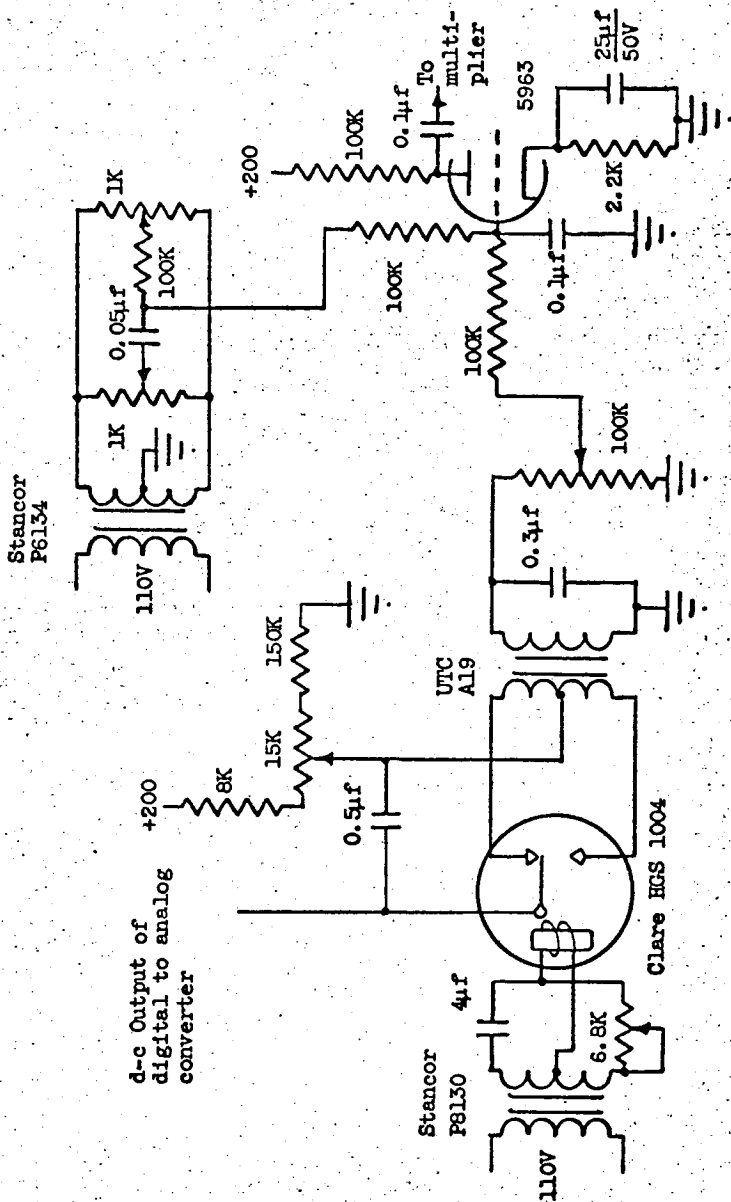 Stancor
P6134
110V
1K
0.05µf
100K
1K
+200
100K
0.1µf
To
multi-
plier
5963
25µf
50V
2.2K
100K
0.1µf
100K
100K
0.3µf
UTC
A19
+200
8K
15K
150K
0.5µf
d-c Output of
digital to analog
converter
Clare HGS 1004
4µf
6.8K
Stancor
P8130
110V